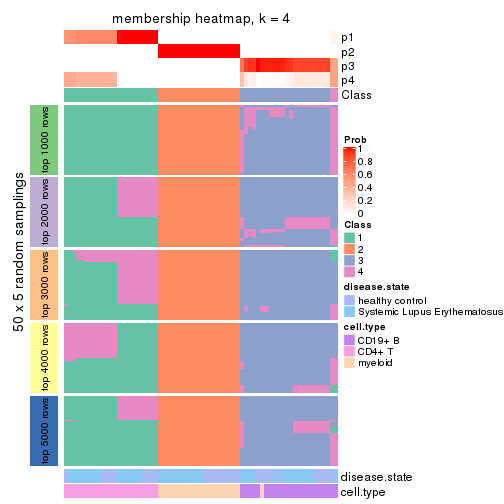 membership heatmap, k = 4
p1
p2
p3
p4
Class
50 x 5 random samplings
top 1000 rows
top 2000 rows
top 3000 rows
top 4000 rows
top 5000 rows
Prob
1
0.8
0.6
0.4
0.2
0
Class
1
2
3
4
disease.state
healthy control
Systemic Lupus Erythematosus
cell.type
CD19+ B
CD4+ T
myeloid
disease.state
cell.type